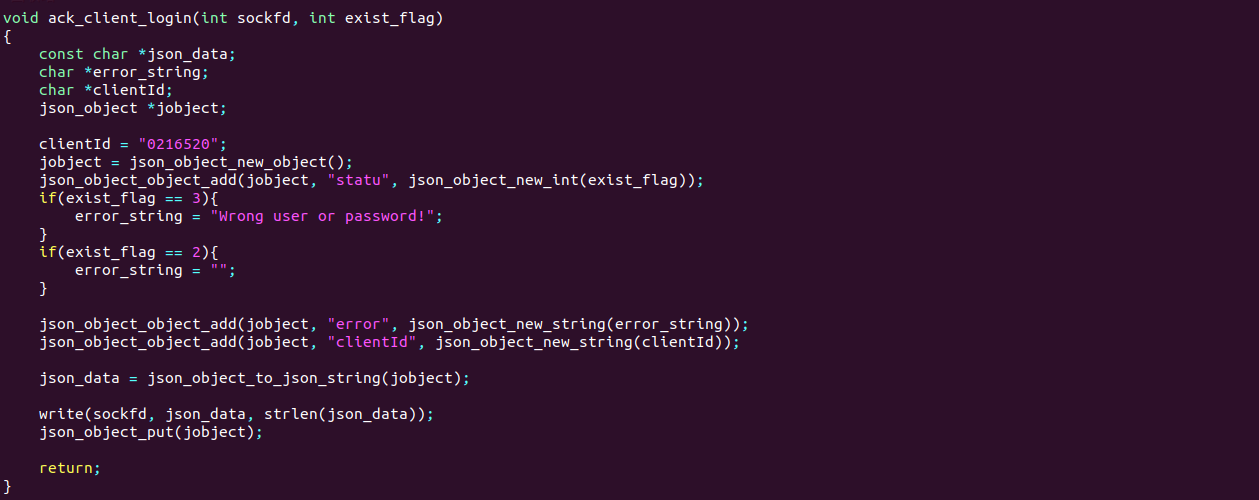 void ack_client_login(int sockfd, int exist_flag)
{
    const char *json_data;
    char *error_string;
    char *clientId;
    json_object *jobject;

    clientId = "0216520";
    jobject = json_object_new_object();
    json_object_object_add(jobject, "statu", json_object_new_int(exist_flag));
    if(exist_flag == 3){
        error_string = "Wrong user or password!";
    }
    if(exist_flag == 2){
        error_string = "";
    }

    json_object_object_add(jobject, "error", json_object_new_string(error_string));
    json_object_object_add(jobject, "clientId", json_object_new_string(clientId));

    json_data = json_object_to_json_string(jobject);

    write(sockfd, json_data, strlen(json_data));
    json_object_put(jobject);

    return;
}